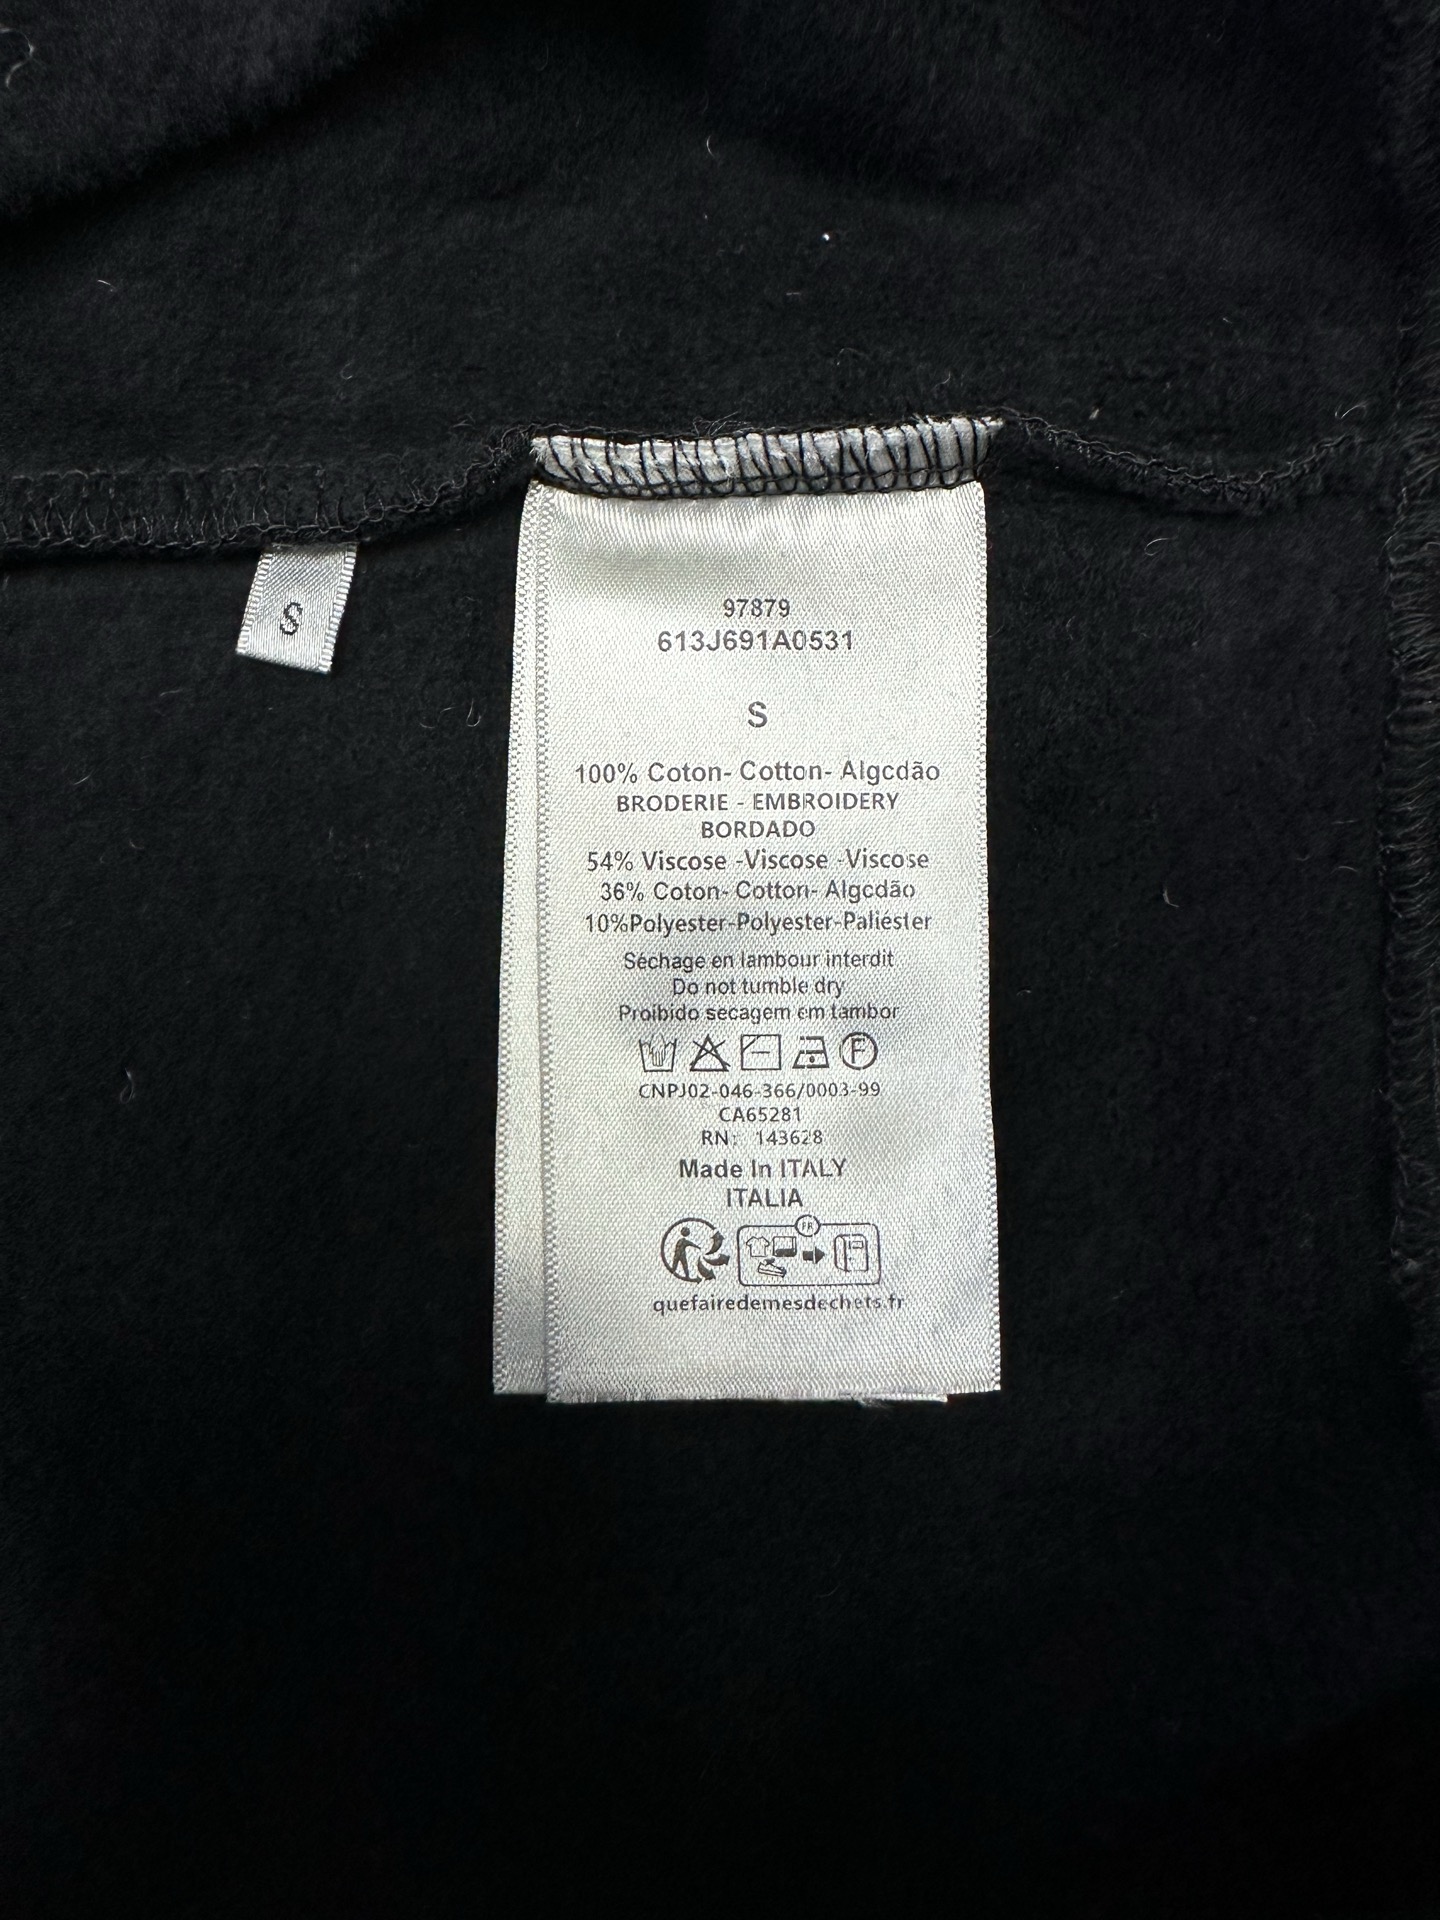 S
97879
613J691A0531
S
100% Coton- Cotton- Algcdão
BRODERIE - EMBROIDERY
BORDADO
54% Viscose -Viscose -Viscose
36% Coton- Cotton- Algcdão
10%Polyester-Polyester-Paliéster
Séchage en lambour interdit
Do not tumble dry
Proibido secagem em tambor
F
CNPJ02-046-366/0003-99
CA65281
RN: 143628
Made In ITALY
ITALIA
FR
quefairedemesdechets.fr